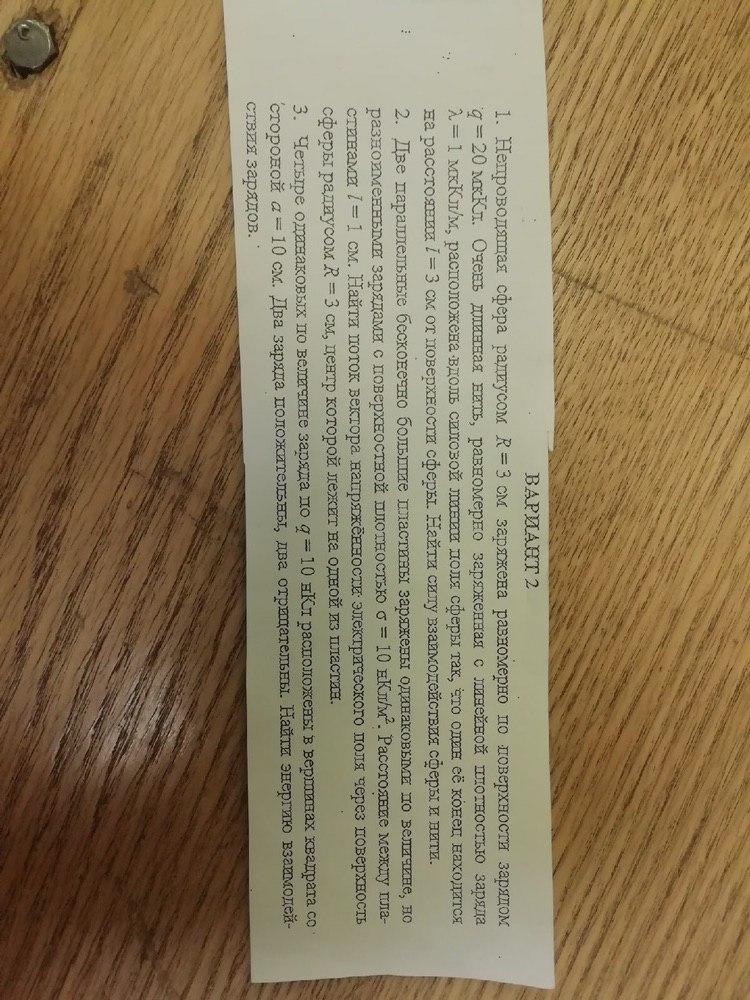 ВАРИАНТ 2
1. Непроводящая сфера радиусом R = 3 см заряжена равномерно по поверхности зарядом
q = 20 мкКл. Очень длинная нить, равномерно заряженная с линейной плотностью заряда
λ = 1 мкКл/м, расположена вдоль силовой линии поля сферы так, что один её конец находится
на расстоянии l = 3 см от поверхности сферы. Найти силу взаимодействия сферы и нити.
2. Две параллельные бесконечно большие пластины заряжены одинаковыми по величине, но
разноименными зарядами с поверхностной плотностью σ = 10 нКл/м². Расстояние между пла-
стинами l = 1 см. Найти поток вектора напряжённости электрического поля через поверхность
сферы радиусом R = 3 см, центр которой лежит на одной из пластин.
3. Четыре одинаковых по величине заряда по q = 10 нКл расположены в вершинах квадрата со
стороной a = 10 см. Два заряда положительны, два отрицательны. Найти энергию взаимодей-
ствия зарядов.